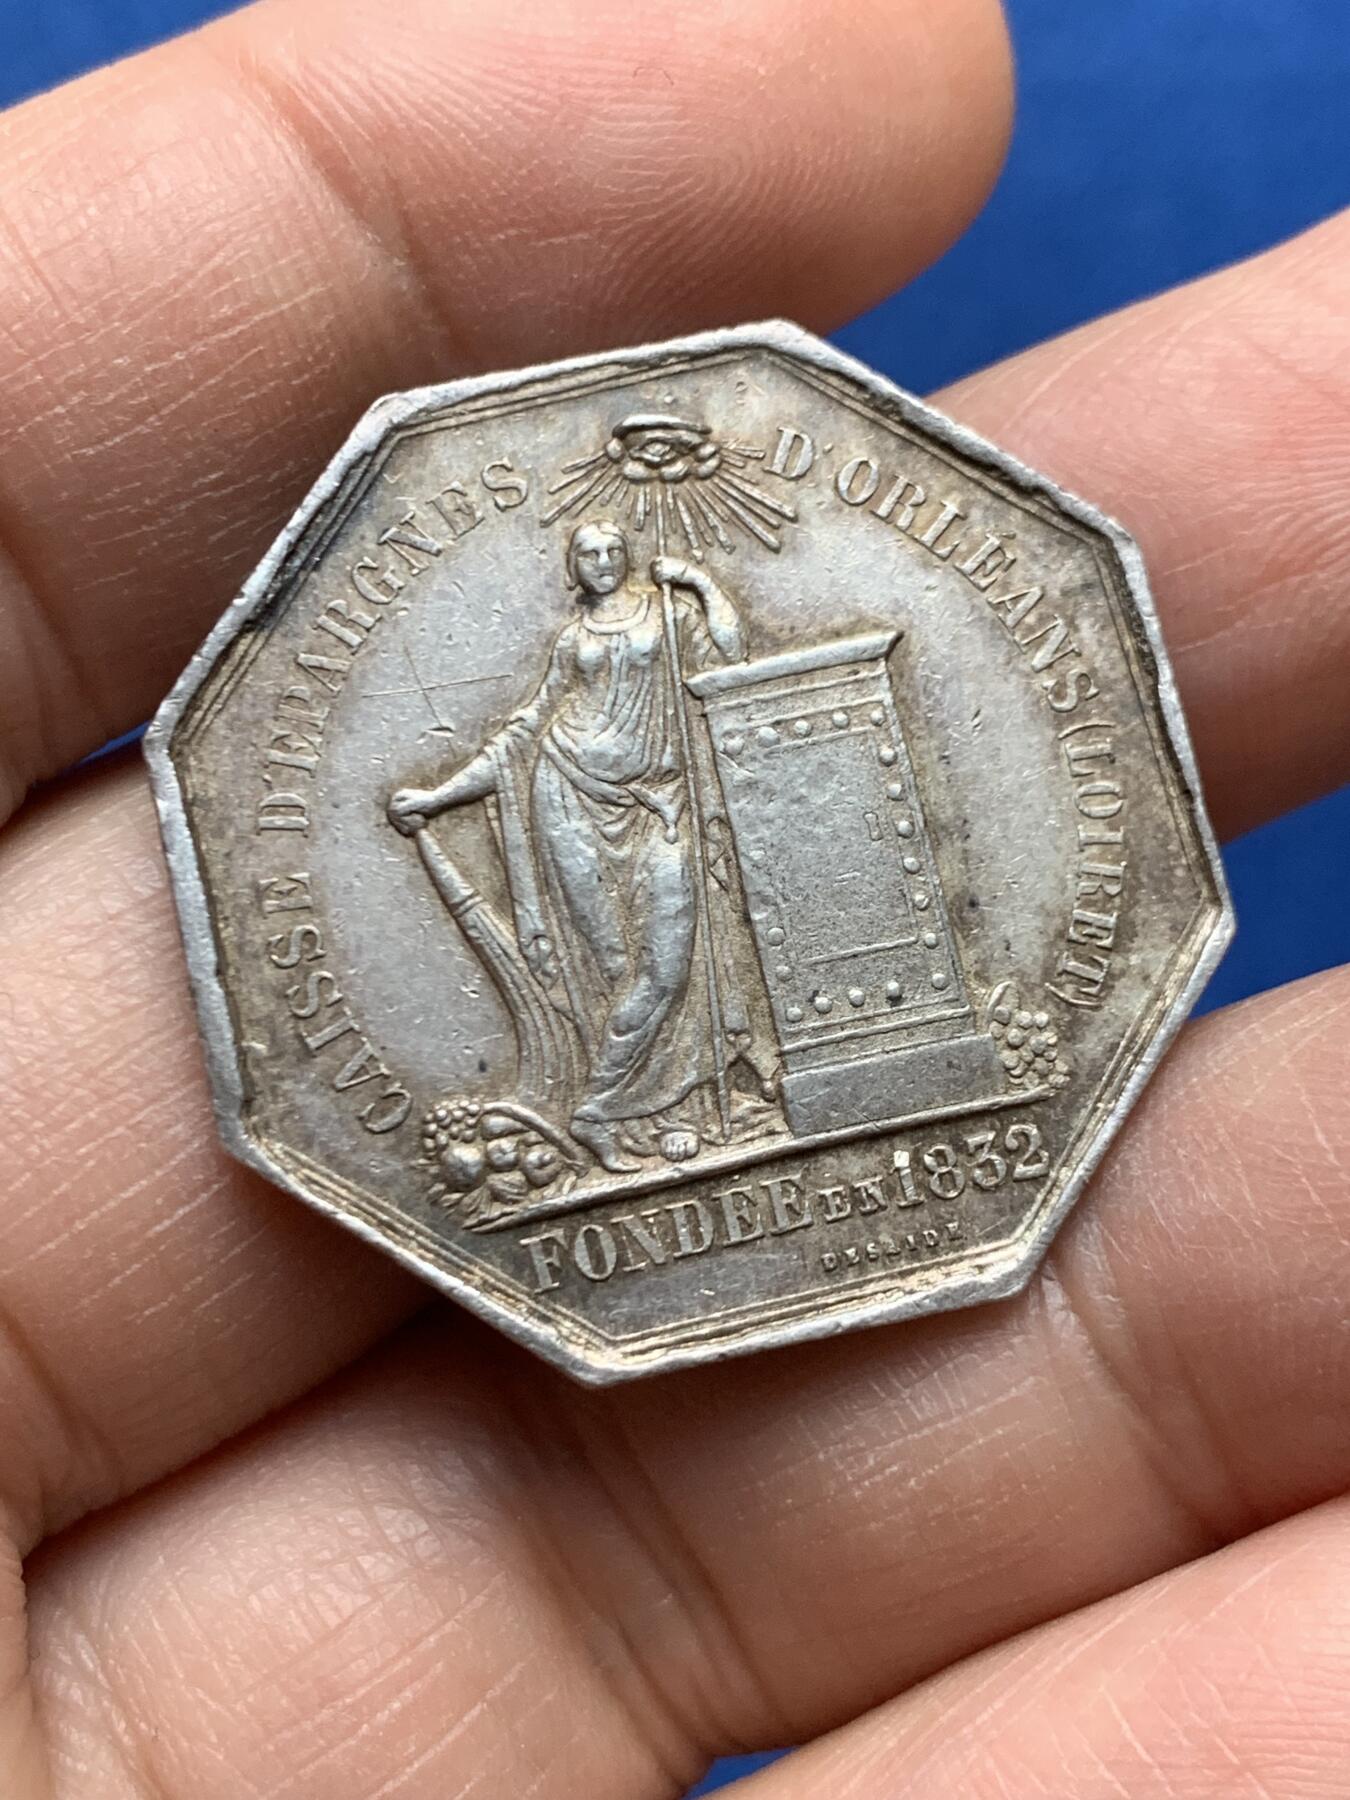 CAISSE D'EPARGNES D'ORLÉANS (LOIRET)
FONDÉE EN 1832
DESAIDE